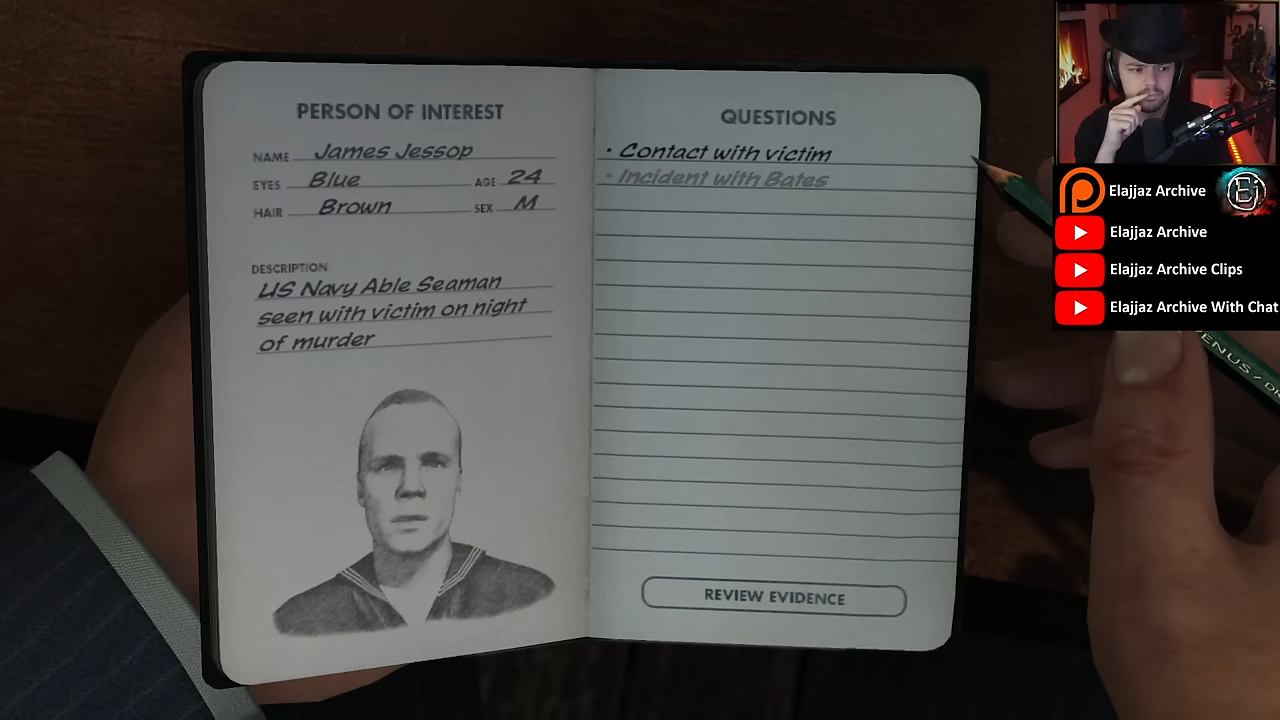 PERSON OF INTEREST
NAME James Jessop
EYES Blue AGE 24
HAIR Brown SEX M
DESCRIPTION
US Navy Able Seaman
seen with victim on night
of murder
QUESTIONS
• Contact with victim
• Incident with Bates
REVIEW EVIDENCE
Elajjaz Archive
Ej
Elajjaz Archive
Elajjaz Archive Clips
Elajjaz Archive With Chat